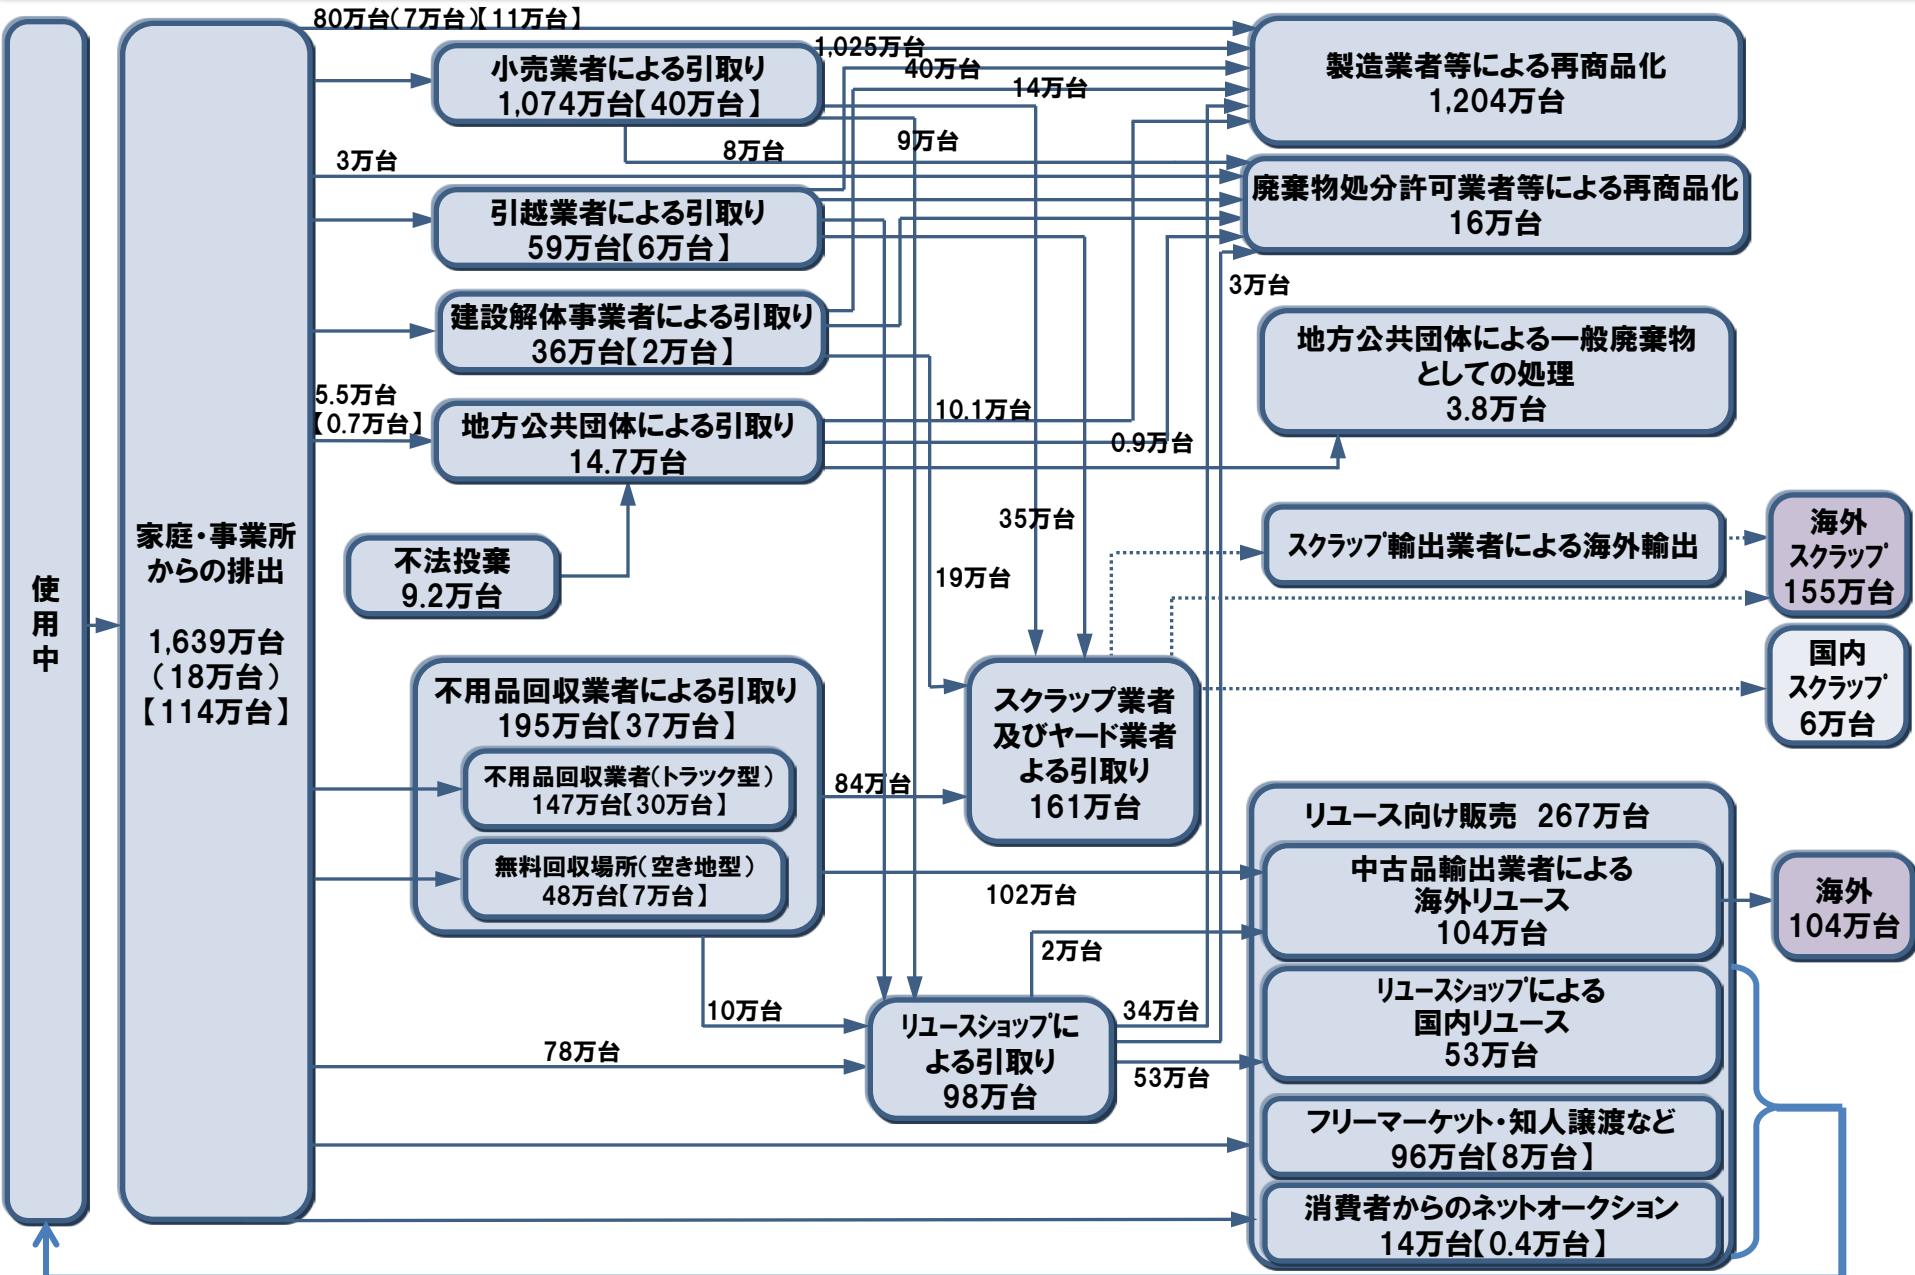 使
用
中
家庭・事業所
からの排出
1,639万台
（18万台）
【114万台】
80万台（7万台）【11万台】
小売業者による引取り
1,074万台【40万台】
1,025万台
40万台
14万台
9万台
8万台
3万台
引越業者による引取り
59万台【6万台】
建設解体事業者による引取り
36万台【2万台】
5.5万台
【0.7万台】
地方公共団体による引取り
14.7万台
10.1万台
0.9万台
不法投棄
9.2万台
35万台
19万台
不用品回収業者による引取り
195万台【37万台】
不用品回収業者（トラック型）
147万台【30万台】
無料回収場所（空き地型）
48万台【7万台】
84万台
102万台
10万台
78万台
スクラップ業者
及びヤード業者
よる引取り
161万台
2万台
リユースショップに
よる引取り
98万台
34万台
53万台
3万台
製造業者等による再商品化
1,204万台
廃棄物処分許可業者等による再商品化
16万台
地方公共団体による一般廃棄物
としての処理
3.8万台
スクラップ輸出業者による海外輸出
海外
スクラップ
155万台
国内
スクラップ
6万台
リユース向け販売　267万台
中古品輸出業者による
海外リユース
104万台
海外
104万台
リユースショップによる
国内リユース
53万台
フリーマーケット・知人譲渡など
96万台【8万台】
消費者からのネットオークション
14万台【0.4万台】